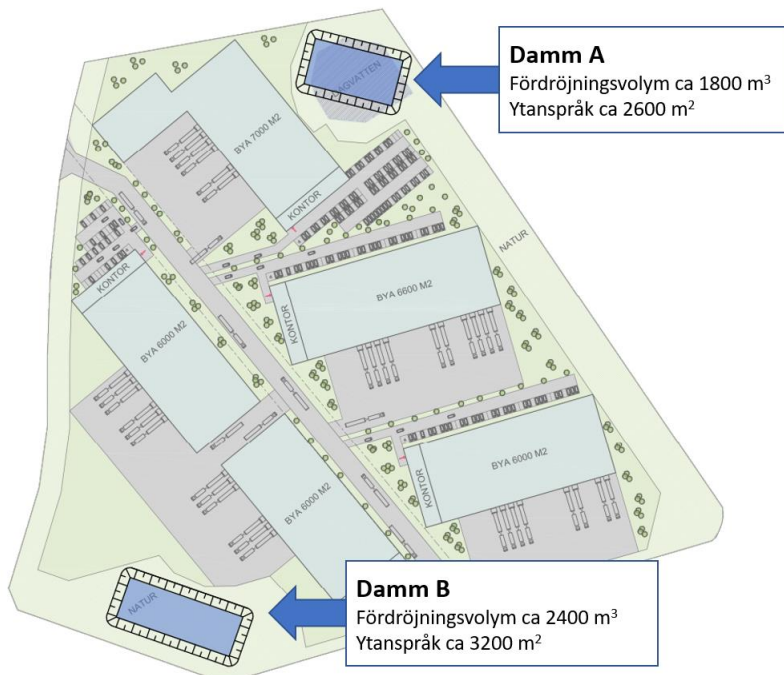 Damm A
Fördröjningsvolym ca 1800 m³
Ytanspråk ca 2600 m²
DAGVATTEN
BYA 7000 M2
KONTOR
NATUR
KONTOR
BYA 6600 M2
KONTOR
BYA 6000 M2
BYA 6000 M2
KONTOR
BYA 6000 M2
NATUR
Damm B
Fördröjningsvolym ca 2400 m³
Ytanspråk ca 3200 m²